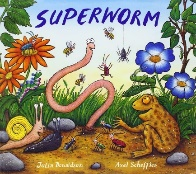 SUPERWORM
Julia Donaldson Axel Scheffler